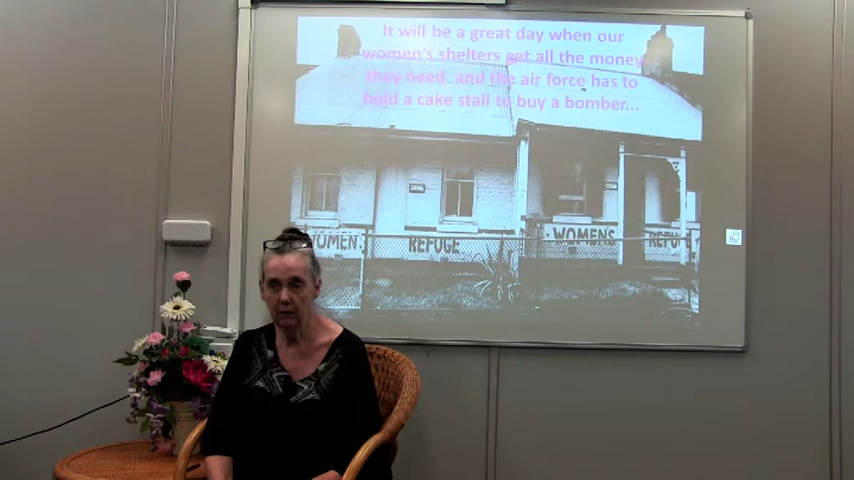 It will be a great day when our
women's shelters get all the money
they need and the air force has to
hold a cake stall to buy a bomber...
WOMEN
REFUGE
WOMENS
REFU